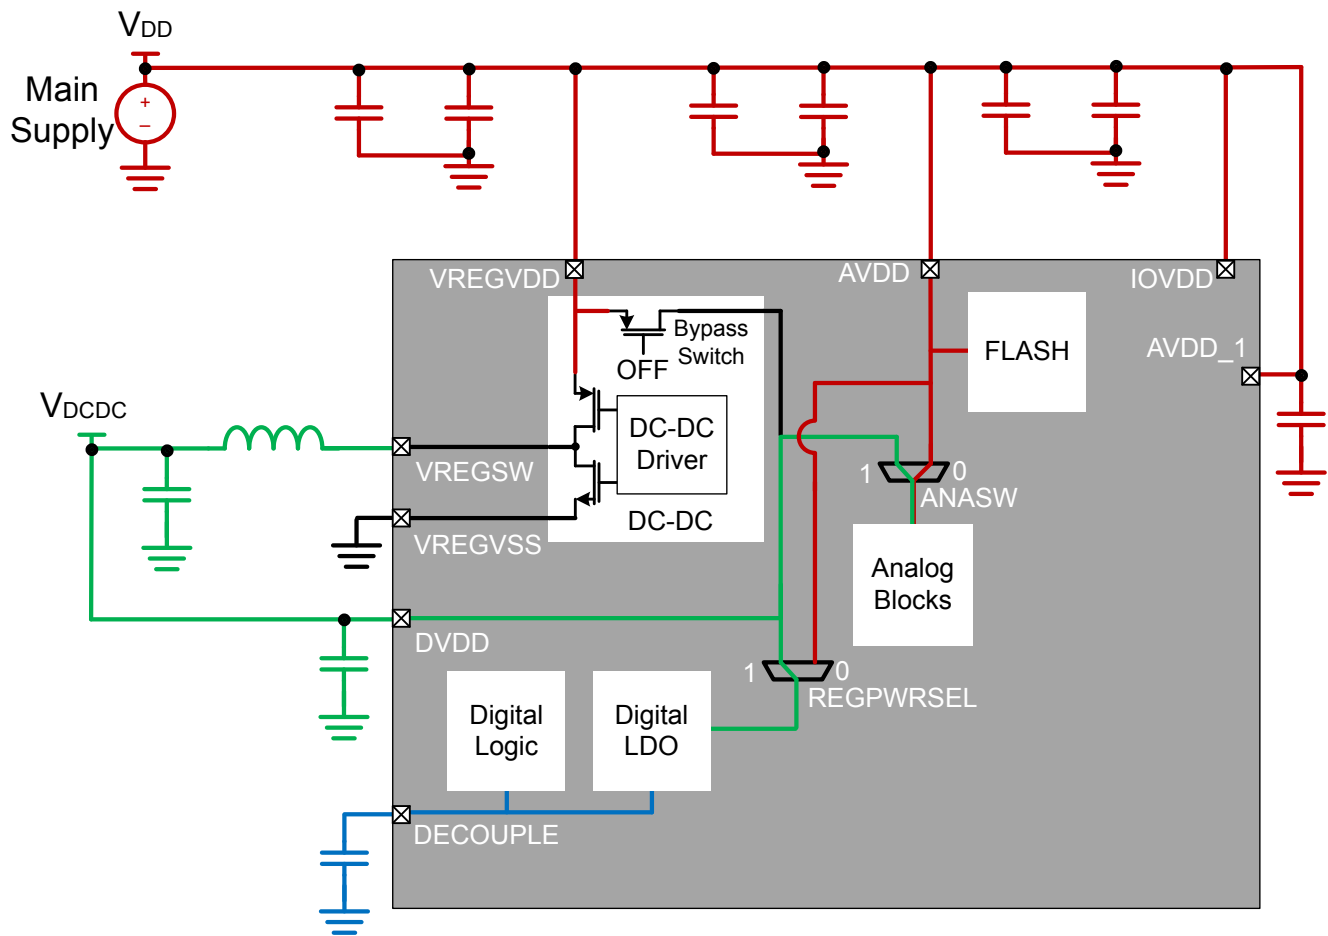 VDD
Main
Supply
+
–
VREGVDD
AVDD
IOVDD
Bypass
Switch
OFF
FLASH
AVDD_1
VDCDC
DC-DC
Driver
VREGSW
1
0
ANASW
DC-DC
VREGVSS
Analog
Blocks
DVDD
1
0
REGPWRSEL
Digital
Logic
Digital
LDO
DECOUPLE